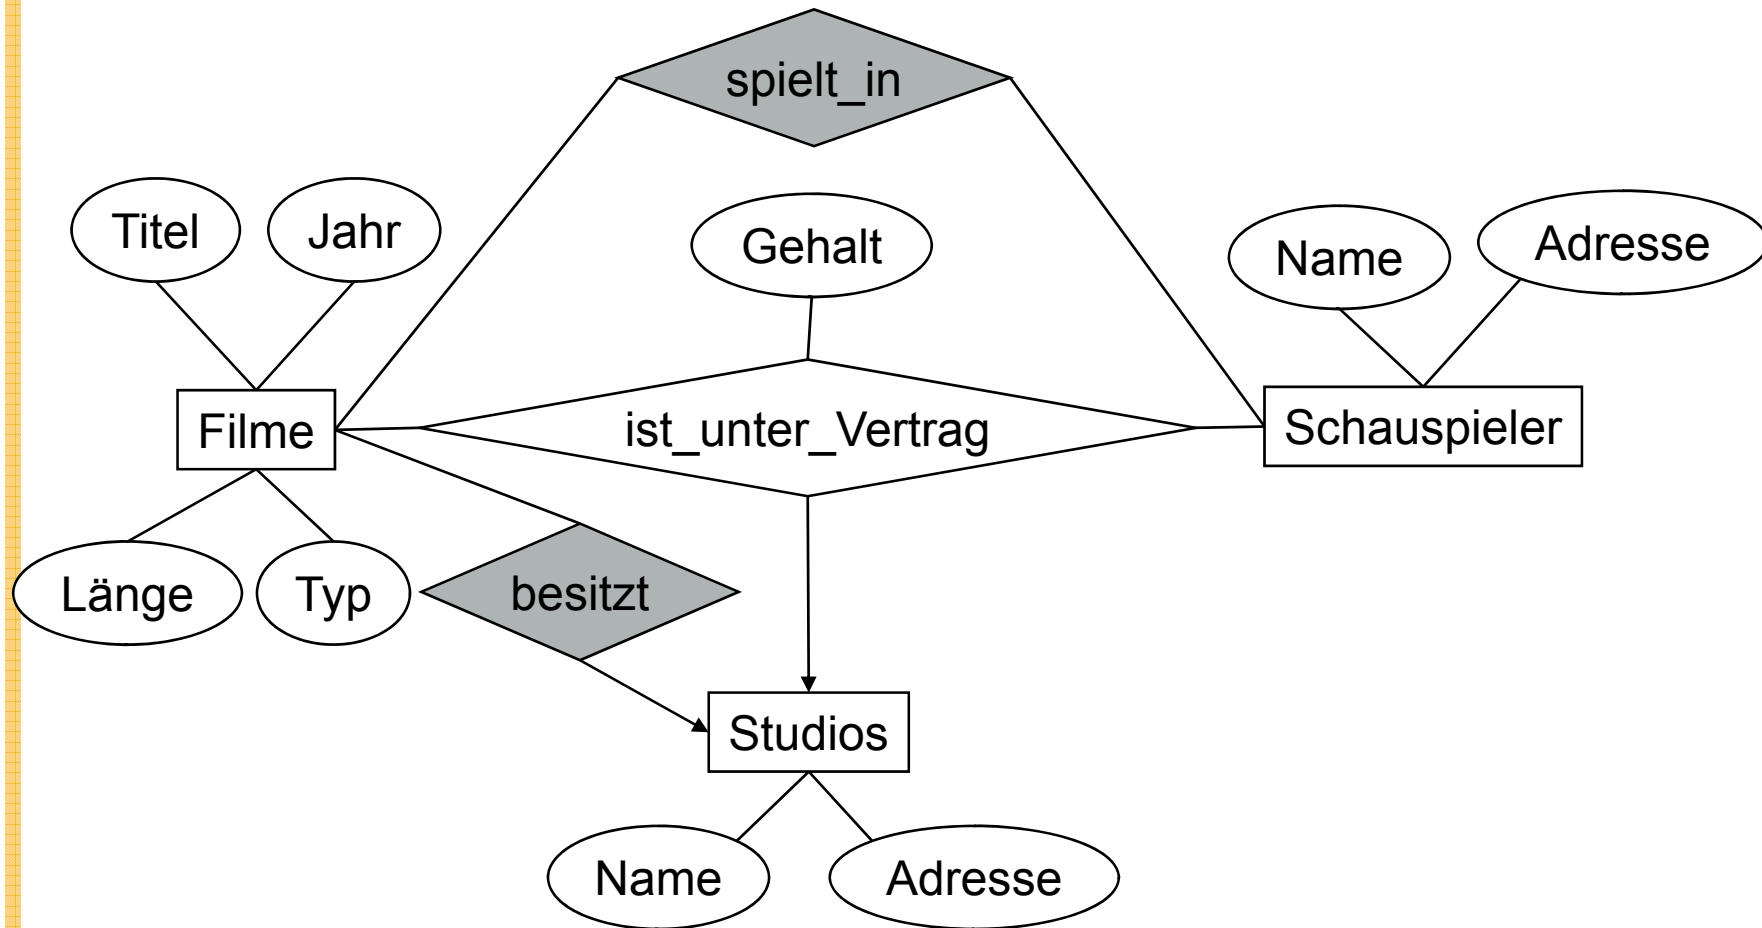 spielt_in
Titel
Jahr
Gehalt
Name
Adresse
Filme
ist_unter_Vertrag
Schauspieler
Länge
Typ
besitzt
Studios
Name
Adresse